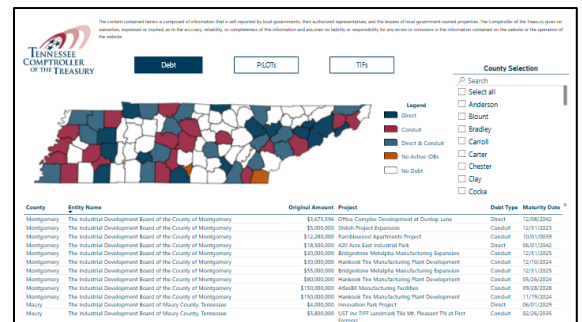 The content contained herein is composed of information that is self-reported by local governments, their authorized representatives, and the lessees of local government-owned properties. The Comptroller of the Treasury gives no
warranties, expressed or implied, as to the accuracy, reliability, or completeness of this information and assumes no liability or responsibility for any errors or omissions in the information contained on the website or the operation of
the website.
TENNESSEE
COMPTROLLER
OF THE TREASURY
Debt
PILOTs
TIFs
County Selection
Search
Select all
Anderson
Blount
Bradley
Carroll
Carter
Chester
Clay
Cocke
Legend
Direct
Conduit
Direct & Conduit
No Active IDBs
No Debt
County Entity Name Original Amount Project Debt Type Maturity Date
Montgomery The Industrial Development Board of the County of Montgomery $3,675,596 Office Complex Development at Dunlop Lane Direct 12/08/2042
Montgomery The Industrial Development Board of the County of Montgomery $5,000,000 Shiloh Project Expansion Conduit 12/31/2025
Montgomery The Industrial Development Board of the County of Montgomery $12,280,000 Ramblewood Apartments Project Conduit 10/01/2039
Montgomery The Industrial Development Board of the County of Montgomery $18,500,000 420 Acre East Industrial Park Direct 06/01/2042
Montgomery The Industrial Development Board of the County of Montgomery $30,000,000 Bridgestone Metalpha Manufacturing Expansion Conduit 12/31/2025
Montgomery The Industrial Development Board of the County of Montgomery $50,000,000 Hankook Tire Manufacturing Plant Development Conduit 12/10/2024
Montgomery The Industrial Development Board of the County of Montgomery $55,000,000 Bridgestone Metalpha Manufacturing Expansion Conduit 12/31/2025
Montgomery The Industrial Development Board of the County of Montgomery $80,000,000 Hankook Tire Manufacturing Plant Development Conduit 05/26/2024
Montgomery The Industrial Development Board of the County of Montgomery $150,000,000 AtlasBX Manufacturing Facilities Conduit 09/28/2028
Montgomery The Industrial Development Board of the County of Montgomery $150,000,000 Hankook Tire Manufacturing Plant Development Conduit 11/19/2024
Maury The Industrial Development Board of Maury County, Tennessee $4,000,000 Innovation Park Project Direct 06/01/2029
Maury The Industrial Development Board of Maury County, Tennessee $5,800,000 UST Inc TIFF Landmark Tile Mt. Pleasant TN at First Conduit 02/26/2035
Farmers